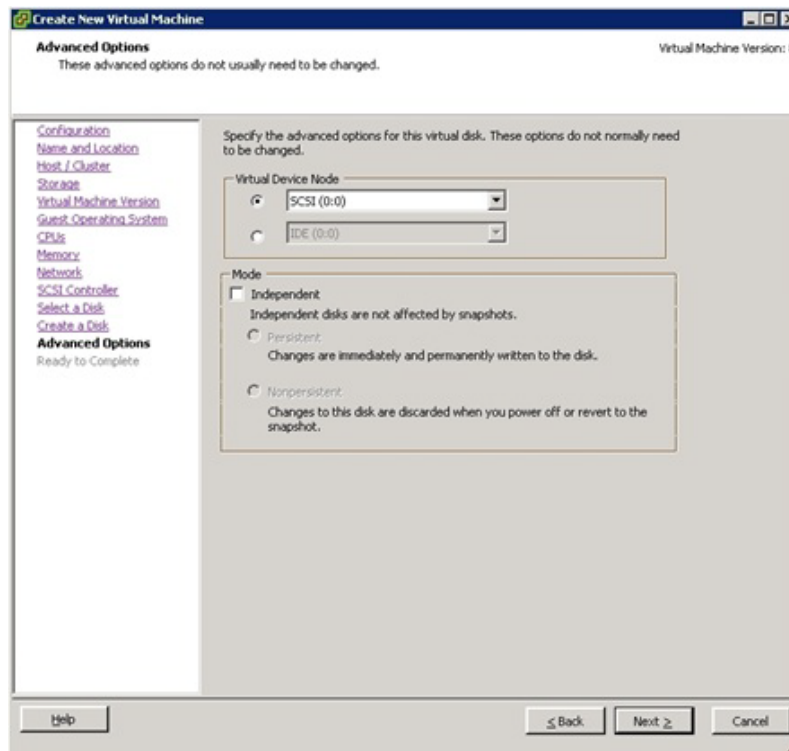 Create New Virtual Machine
Advanced Options
These advanced options do not usually need to be changed.
Virtual Machine Version:
Configuration
Name and Location
Host / Cluster
Storage
Virtual Machine Version
Guest Operating System
CPUs
Memory
Network
SCSI Controller
Select a Disk
Create a Disk
Advanced Options
Ready to Complete
Specify the advanced options for this virtual disk. These options do not normally need
to be changed.
Virtual Device Node
SCSI (0:0)
IDE (0:0)
Mode
Independent
Independent disks are not affected by snapshots.
Persistent
Changes are immediately and permanently written to the disk.
Nonpersistent
Changes to this disk are discarded when you power off or revert to the
snapshot.
Help
< Back
Next >
Cancel